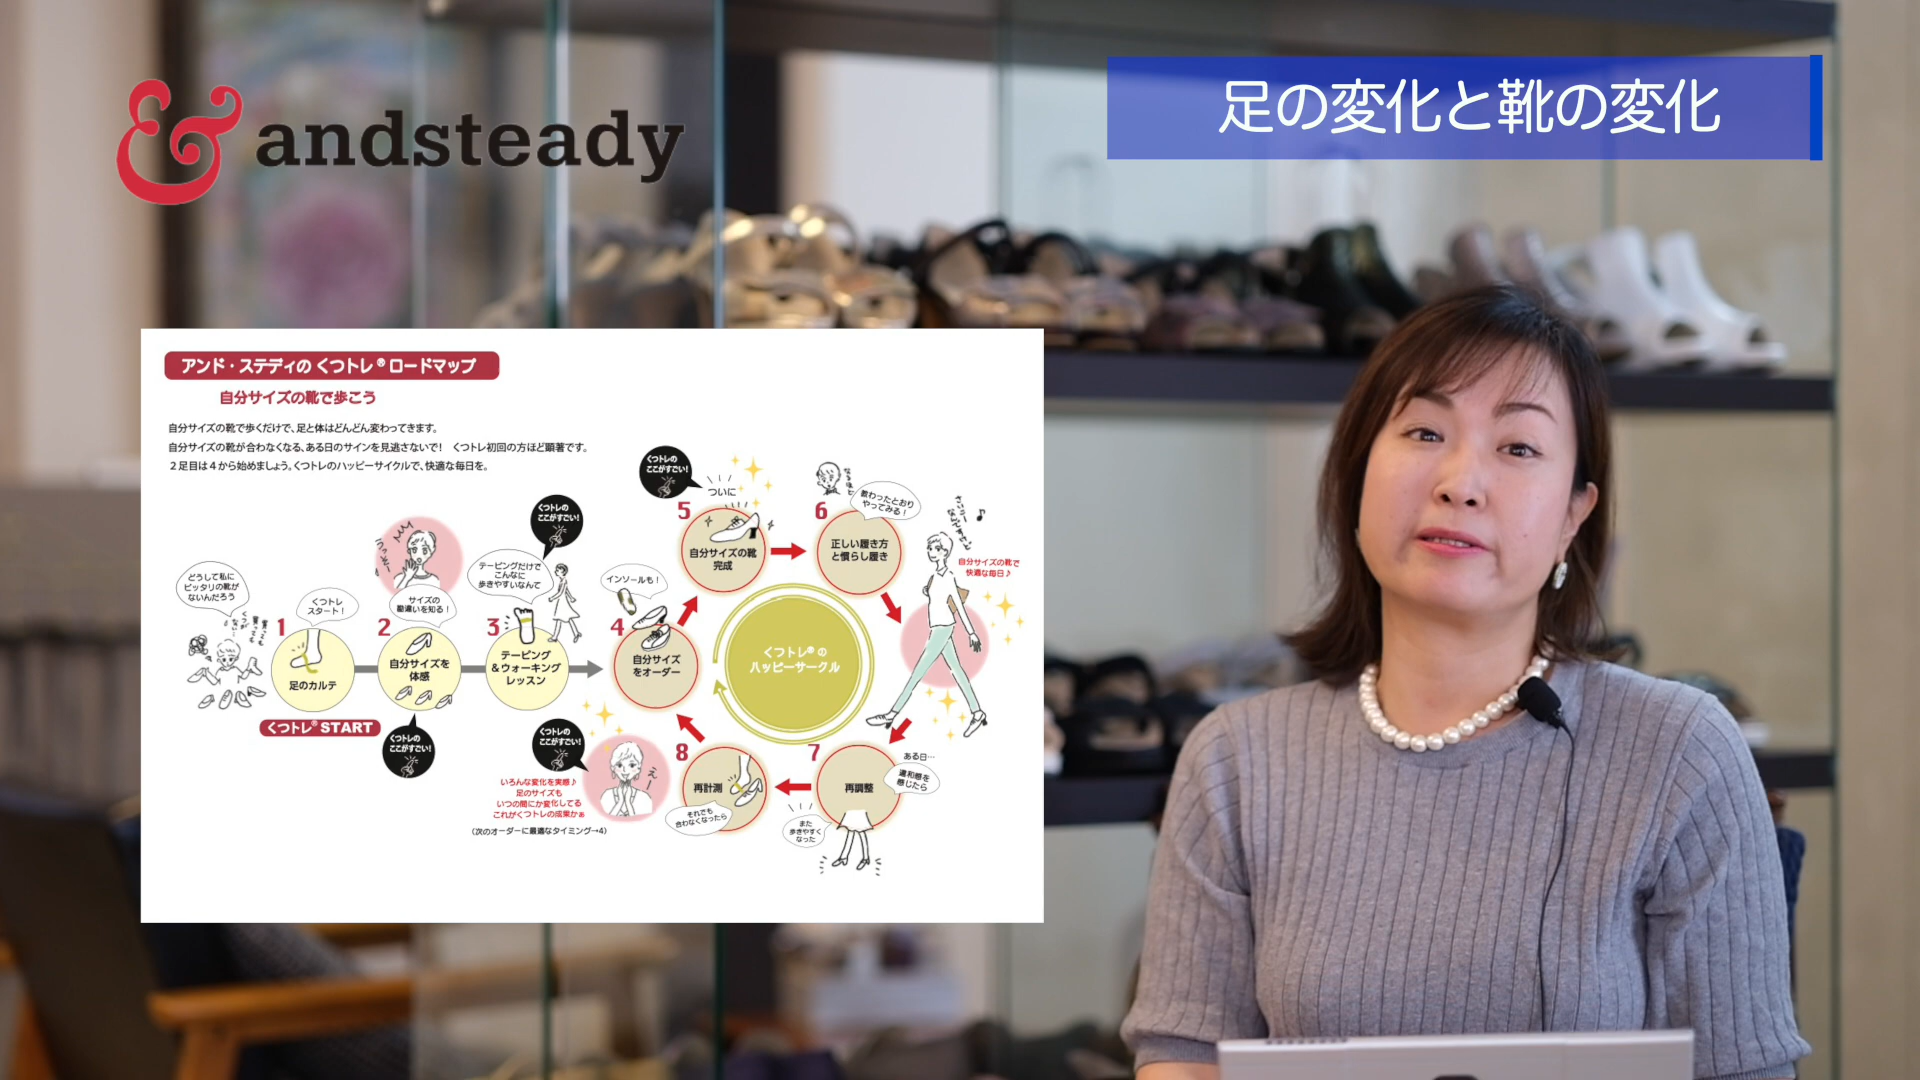 & andsteady
足の変化と靴の変化
アンド・ステディの くつトレ®ロードマップ
自分サイズの靴で歩こう
自分サイズの靴で歩くだけで、足と体はどんどん変わってきます。
自分サイズの靴が合わなくなる、ある日のサインを見逃さないで! くつトレ初回の方ほど顕著です。
2足目は4から始めましょう。くつトレのハッピーサイクルで、快適な毎日を。
どうして私に
ピッタリの靴が
ないんだろう
くつトレ
スタート!
1
足のカルテ
くつトレ® START
サイズの
勘違いを知る!
2
自分サイズを
体感
くつトレの
ここがすごい!
くつトレの
ここがすごい!
テーピングだけで
こんなに
歩きやすいなんて
3
テーピング
&ウォーキング
レッスン
インソールも!
4
自分サイズ
をオーダー
くつトレの
ここがすごい!
ついに
5
自分サイズの靴
完成
なるほど
教わったとおり
やってみる!
6
正しい履き方
と慣らし履き
自分サイズの靴で
快適な毎日♪
くつトレ® の
ハッピーサークル
ある日…
違和感を
感じたら
7
再調整
また
歩きやすく
なった
8
再計測
それでも
合わなくなったら
くつトレの
ここがすごい!
えー
いろんな変化を実感♪
足のサイズも
いつの間にか変化してる
これがくつトレの成果かぁ
(次のオーダーに最適なタイミング→4)